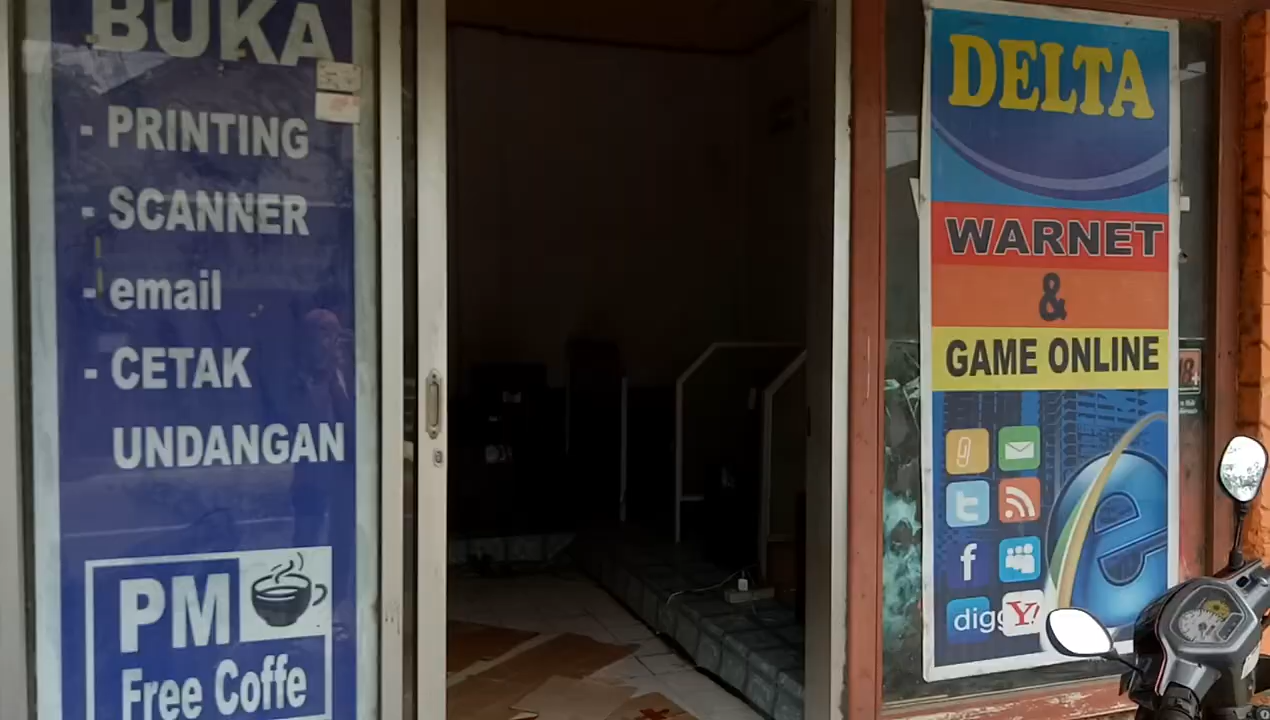 BUKA
- PRINTING
- SCANNER
- email
- CETAK
UNDANGAN
PM
Free Coffe
DELTA
WARNET
&
GAME ONLINE
digg
Y!